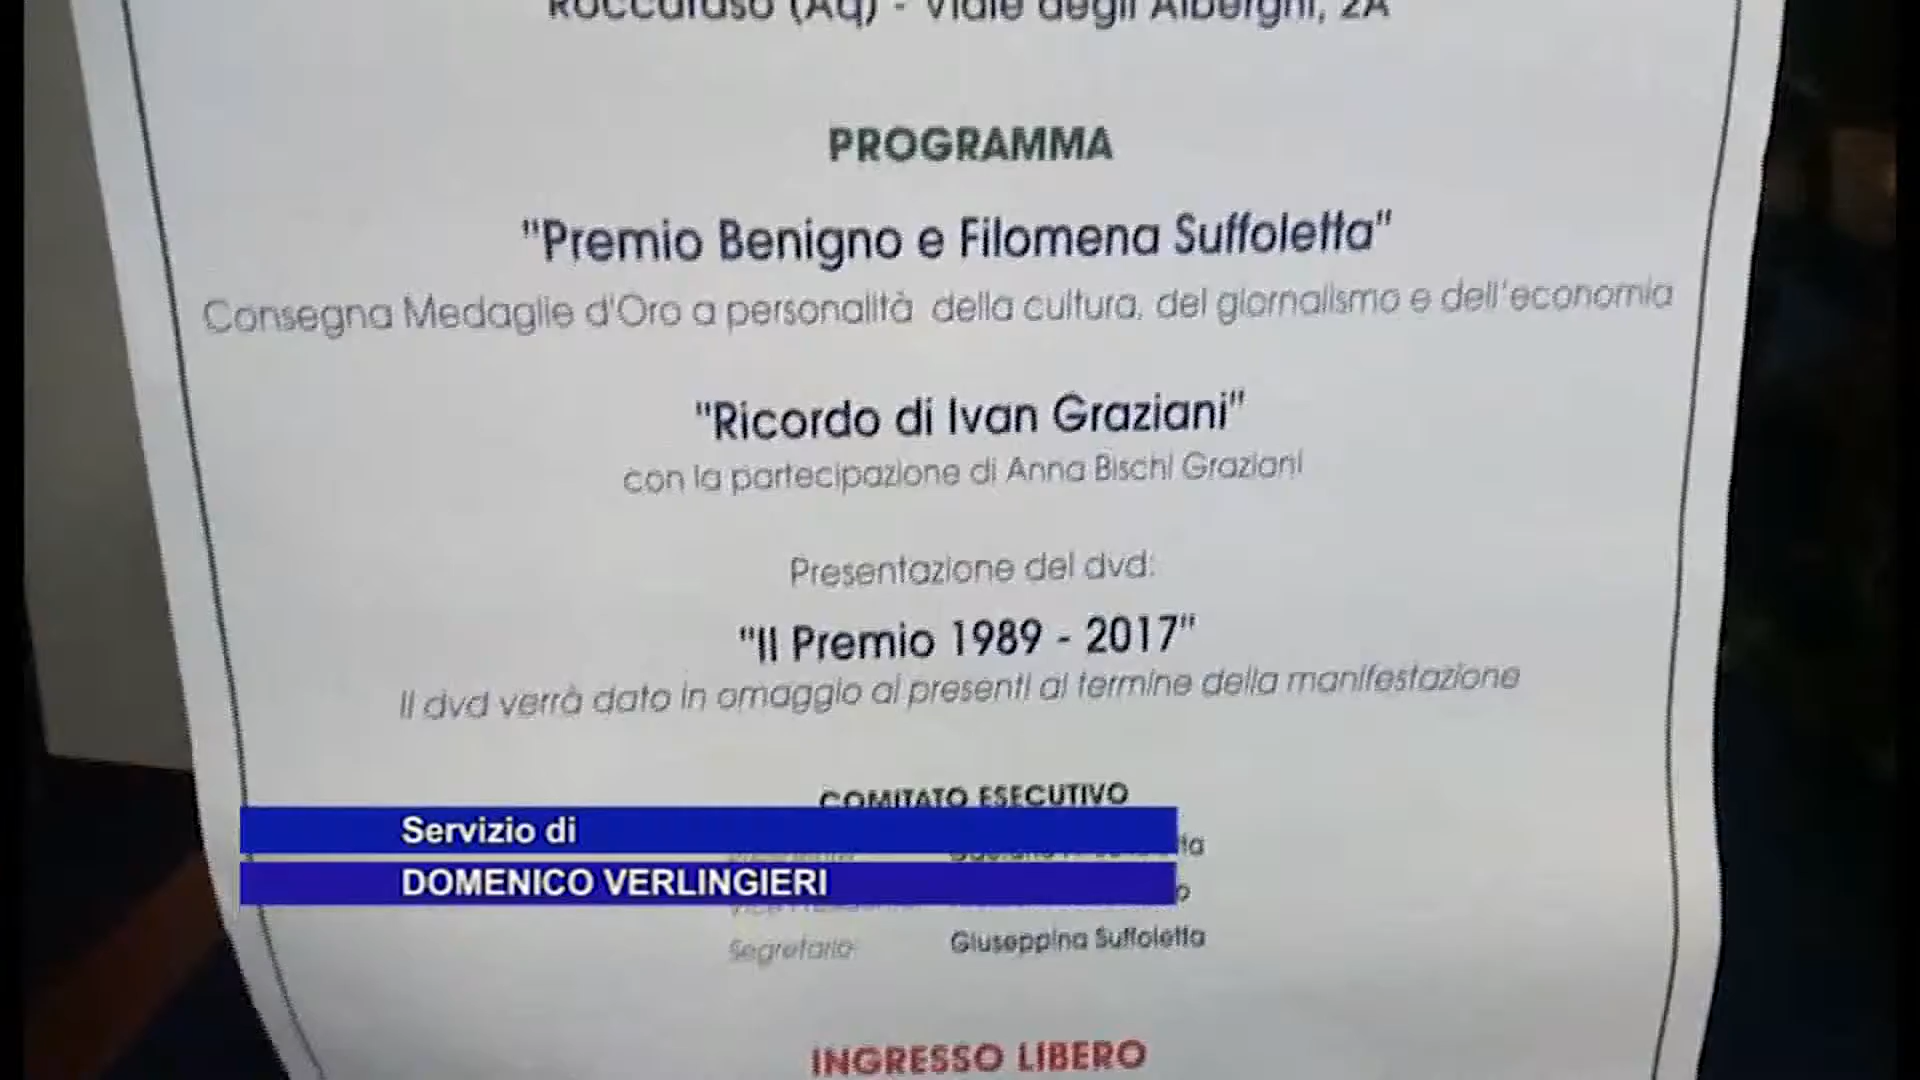 Roccaraso (Aq) - Viale degli Alberghi, 2A
PROGRAMMA
"Premio Benigno e Filomena Suffoletta"
Consegna Medaglie d'Oro a personalità della cultura, del giornalismo e dell'economia
"Ricordo di Ivan Graziani"
con la partecipazione di Anna Bischi Graziani
Presentazione del dvd:
"Il Premio 1989 - 2017"
Il dvd verrà dato in omaggio ai presenti al termine della manifestazione
COMITATO ESECUTIVO
Servizio di
DOMENICO VERLINGIERI
Segretario Giuseppina Suffoletta
INGRESSO LIBERO